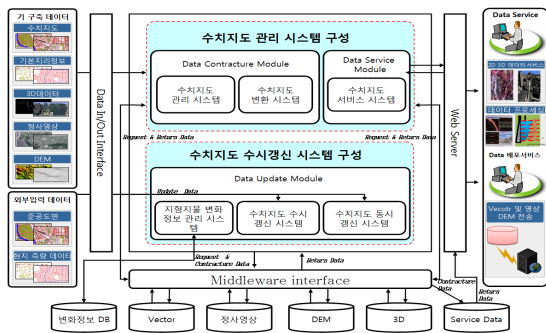 기 구축 데이터
수치지도
기본지리정보
3D데이터
정사영상
DEM
외부입력 데이터
준공도면
현지 측량 데이터
Data In/Out Interface
수치지도 관리 시스템 구성
Data Contracture Module
수치지도
관리 시스템
수치지도
변환 시스템
Data Service
Module
수치지도
서비스 시스템
Request & Return Data
Request & Return Data
수치지도 수시갱신 시스템 구성
Data Update Module
Update Data
지형지물 변화
정보 관리 시스
템
수치지도 수시
갱신 시스템
수치지도 동시
갱신 시스템
Request &
Contracture Data
Return Data
Middleware interface
Contracture
Data
Return Data
변화정보 DB
Vector
정사영상
DEM
3D
Service Data
Web Server
Data Service
2D 3D 데이터서비스
데이터 프로세싱
Data 배포서비스
Vecotr 및 영상
DEM 전송